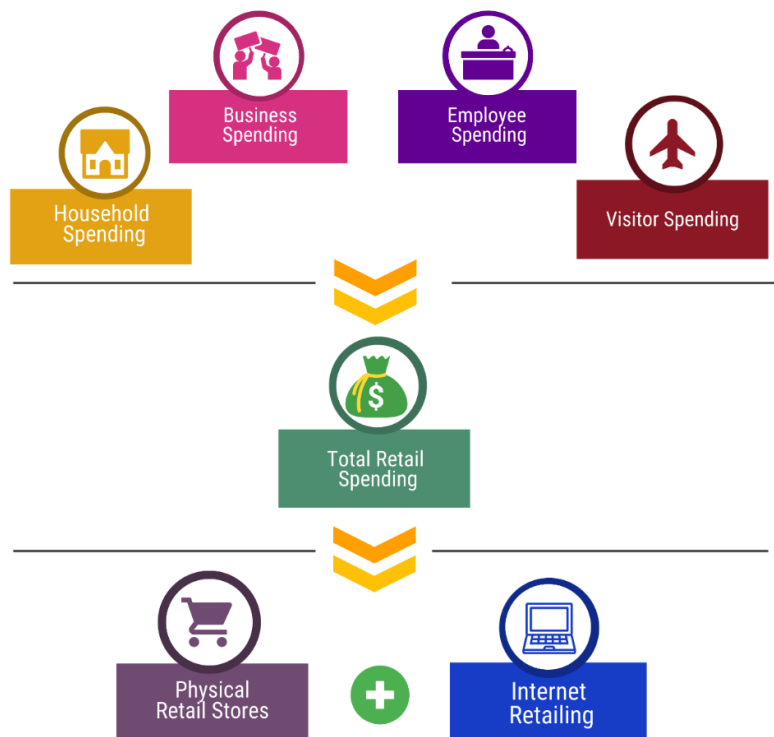 Business
Spending
Employee
Spending
Household
Spending
Visitor Spending
$
Total Retail
Spending
Physical
Retail Stores
Internet
Retailing